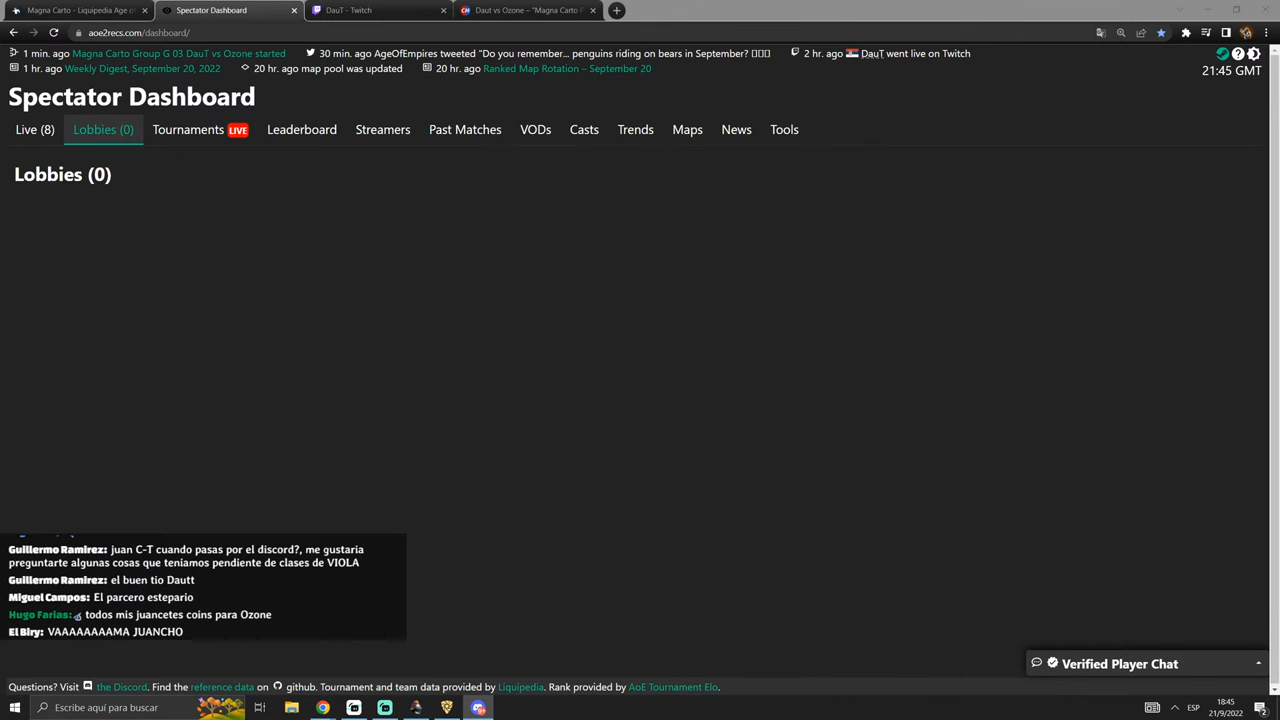 Magna Carto - Liquipedia Age of
Spectator Dashboard
DauT - Twitch
Daut vs Ozone – "Magna Carto P
aoe2recs.com/dashboard/
1 min. ago Magna Carto Group G 03 DauT vs Ozone started
30 min. ago AgeOfEmpires tweeted "Do you remember... penguins riding on bears in September?
2 hr. ago DauT went live on Twitch
1 hr. ago Weekly Digest, September 20, 2022
20 hr. ago map pool was updated
20 hr. ago Ranked Map Rotation – September 20
21:45 GMT
Spectator Dashboard
Live (8) Lobbies (0) Tournaments LIVE Leaderboard Streamers Past Matches VODs Casts Trends Maps News Tools
Lobbies (0)
Guillermo Ramirez: juan C-T cuando pasas por el discord?, me gustaria
preguntarte algunas cosas que teniamos pendiente de clases de VIOLA
Guillermo Ramirez: el buen tio Dautt
Miguel Campos: El parcero estepario
Hugo Farias: todos mis juancetes coins para Ozone
El Biry: VAAAAAAAAMA JUANCHO
Verified Player Chat
Questions? Visit the Discord. Find the reference data on github. Tournament and team data provided by Liquipedia. Rank provided by AoE Tournament Elo.
Escribe aquí para buscar
ESP
18:45
21/9/2022
2